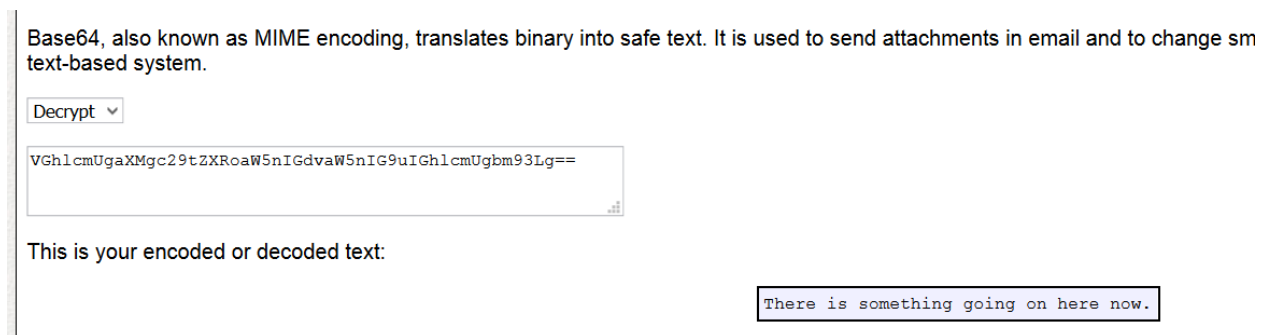 Base64, also known as MIME encoding, translates binary into safe text. It is used to send attachments in email and to change sm
text-based system.
Decrypt
VGhlcmUgaXMgc29tZXRoaW5nIGdvaW5nIG9uIGhlcmUgbm93Lg==
This is your encoded or decoded text:
There is something going on here now.